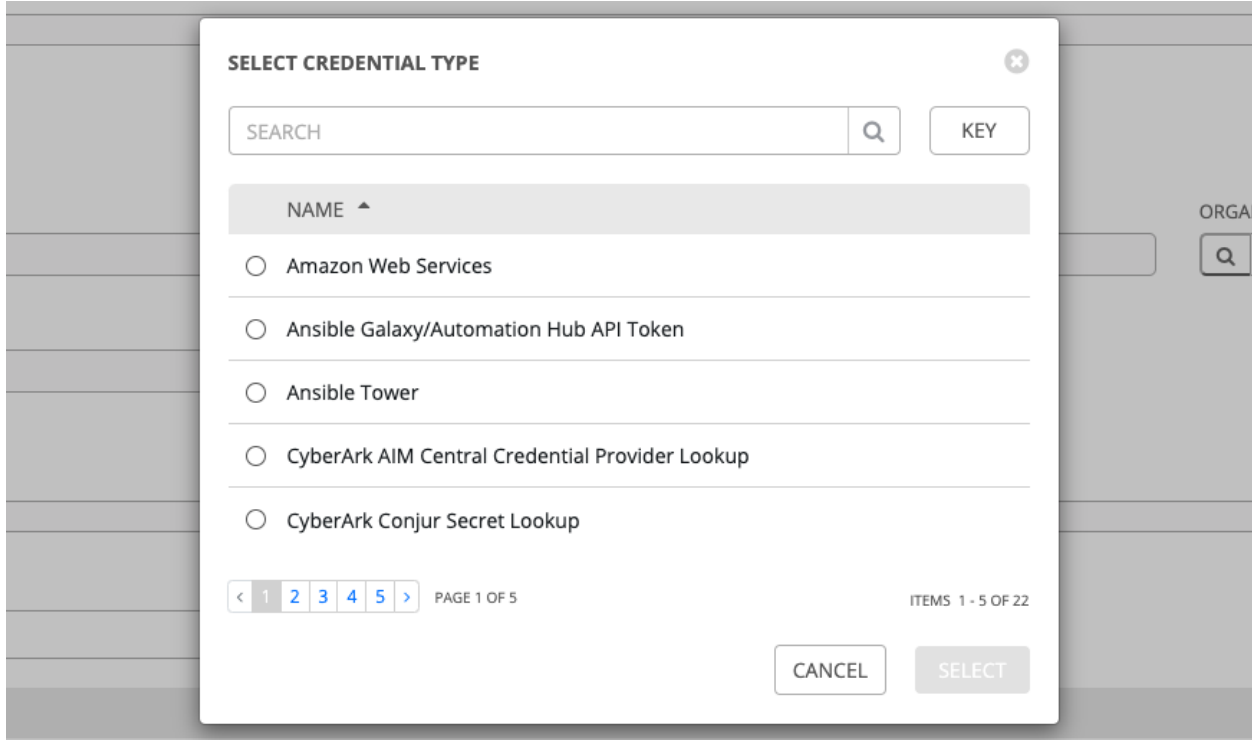 SELECT CREDENTIAL TYPE
SEARCH
KEY
NAME
ORGA
Amazon Web Services
Ansible Galaxy/Automation Hub API Token
Ansible Tower
CyberArk AIM Central Credential Provider Lookup
CyberArk Conjur Secret Lookup
< 1 2 3 4 5 > PAGE 1 OF 5 ITEMS 1 - 5 OF 22
CANCEL SELECT